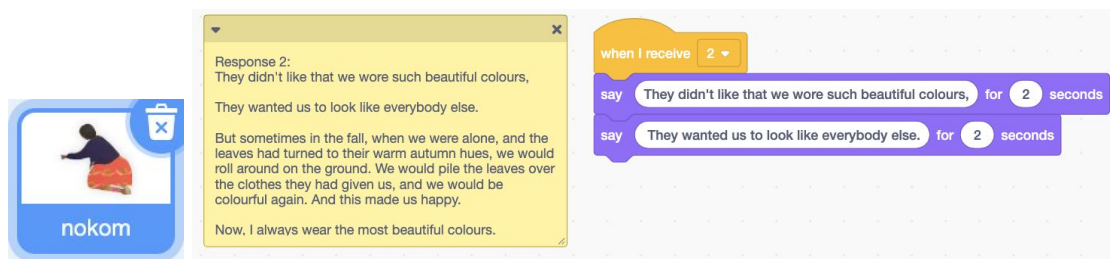 nokom
Response 2:
They didn't like that we wore such beautiful colours,
They wanted us to look like everybody else.
But sometimes in the fall, when we were alone, and the
leaves had turned to their warm autumn hues, we would
roll around on the ground. We would pile the leaves over
the clothes they had given us, and we would be
colourful again. And this made us happy.
Now, I always wear the most beautiful colours.
when I receive 2
say They didn't like that we wore such beautiful colours, for 2 seconds
say They wanted us to look like everybody else. for 2 seconds